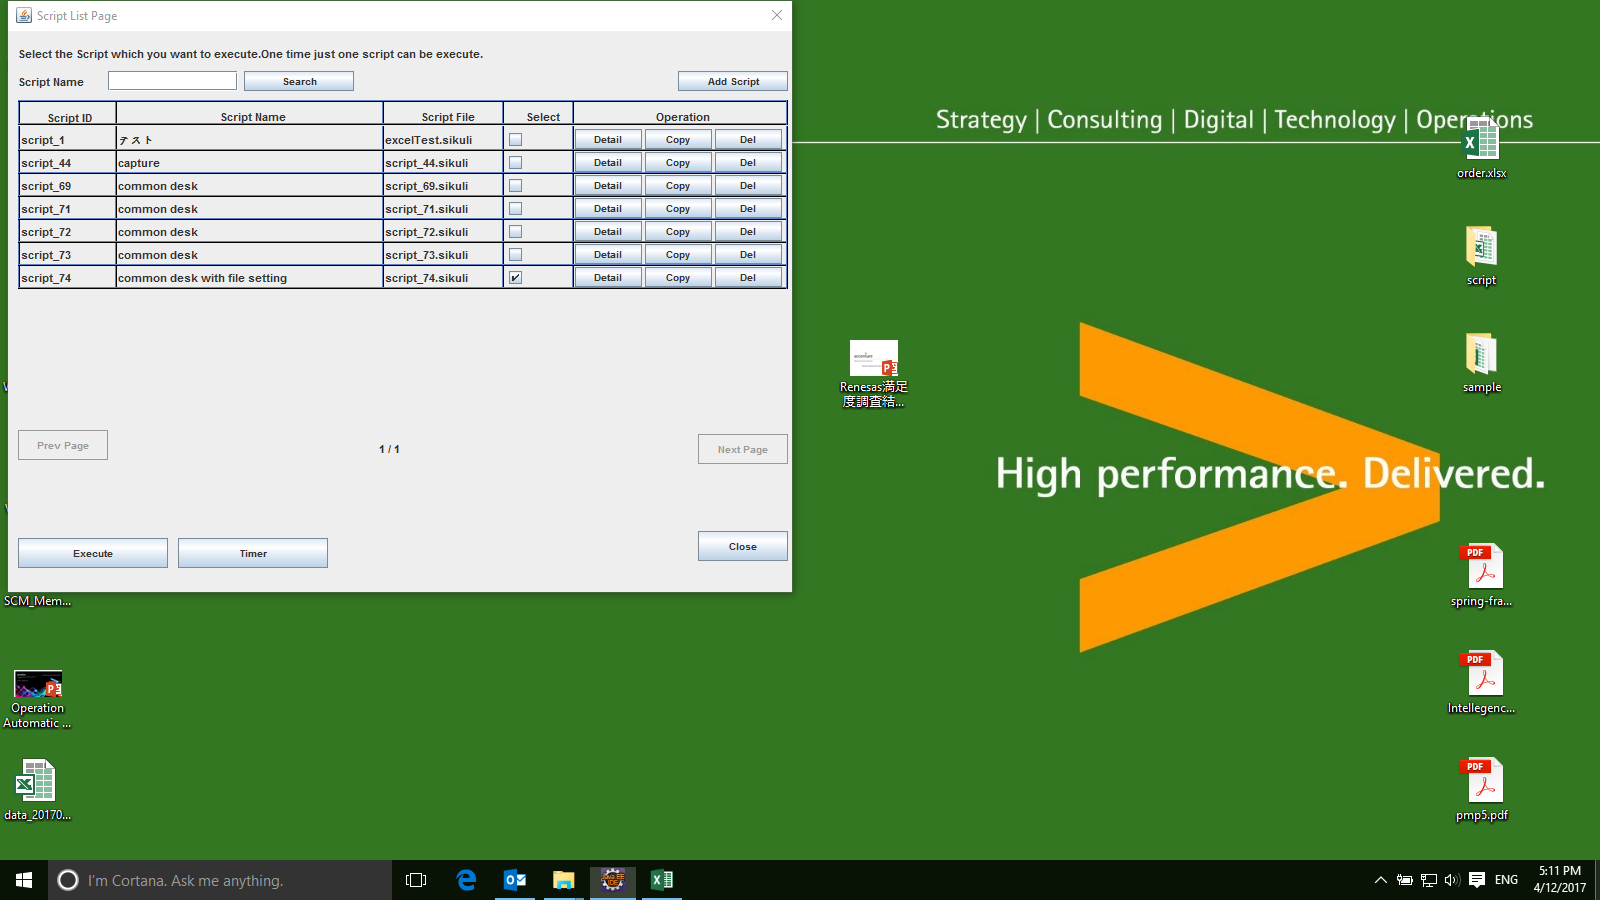 Script List Page
Select the Script which you want to execute.One time just one script can be execute.
Script Name
Search
Add Script
Script ID Script Name Script File Select Operation
script_1 テスト excelTest.sikuli Detail Copy Del
script_44 capture script_44.sikuli Detail Copy Del
script_69 common desk script_69.sikuli Detail Copy Del
script_71 common desk script_71.sikuli Detail Copy Del
script_72 common desk script_72.sikuli Detail Copy Del
script_73 common desk script_73.sikuli Detail Copy Del
script_74 common desk with file setting script_74.sikuli Detail Copy Del
Prev Page
1 / 1
Next Page
Execute
Timer
Close
Strategy | Consulting | Digital | Technology | Operations
order.xlsx
script
sample
Renesas満足
度調査結...
High performance. Delivered.
spring-fra...
Intellegenc...
pmp5.pdf
SCM_Mem...
Operation
Automatic ...
data_20170...
I'm Cortana. Ask me anything.
ENG
5:11 PM
4/12/2017